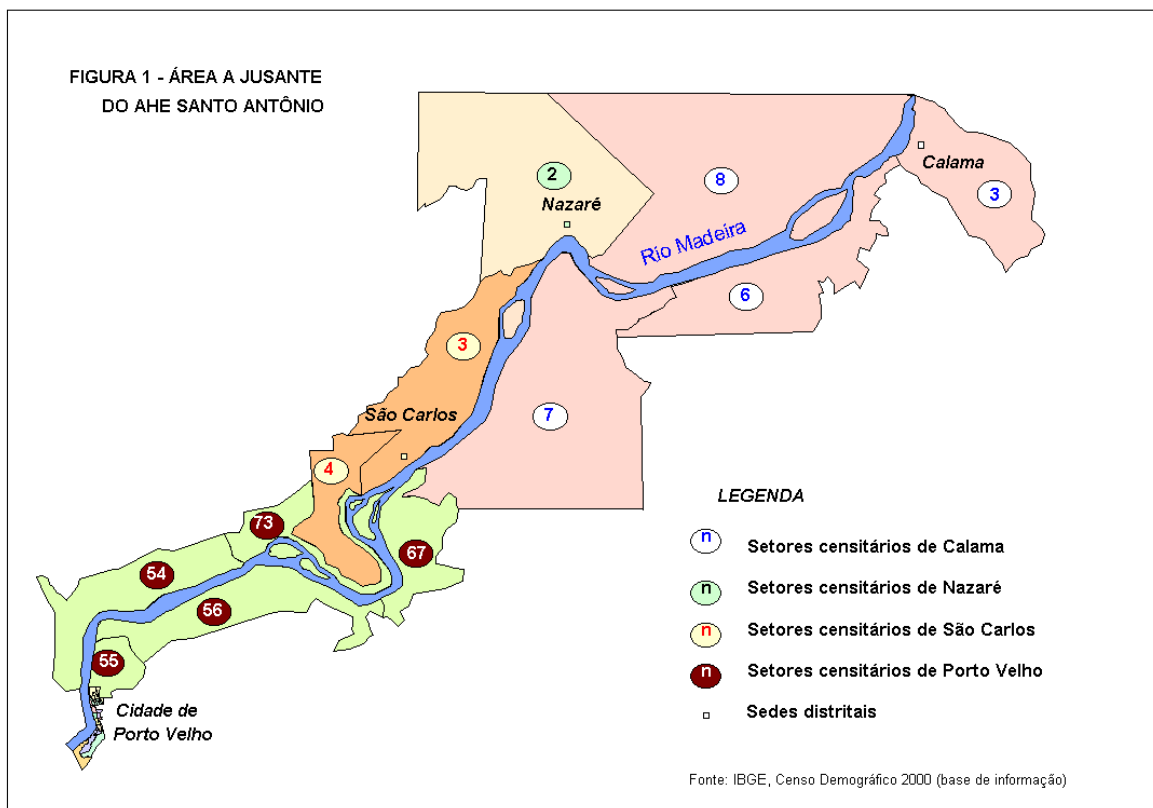 FIGURA 1 - ÁREA A JUSANTE
DO AHE SANTO ANTÔNIO
2
Nazaré
8
Calama
3
Rio Madeira
6
3
7
São Carlos
4
73
67
54
56
55
Cidade de
Porto Velho
LEGENDA
n Setores censitários de Calama
n Setores censitários de Nazaré
n Setores censitários de São Carlos
n Setores censitários de Porto Velho
Sedes distritais
Fonte: IBGE, Censo Demográfico 2000 (base de informação)